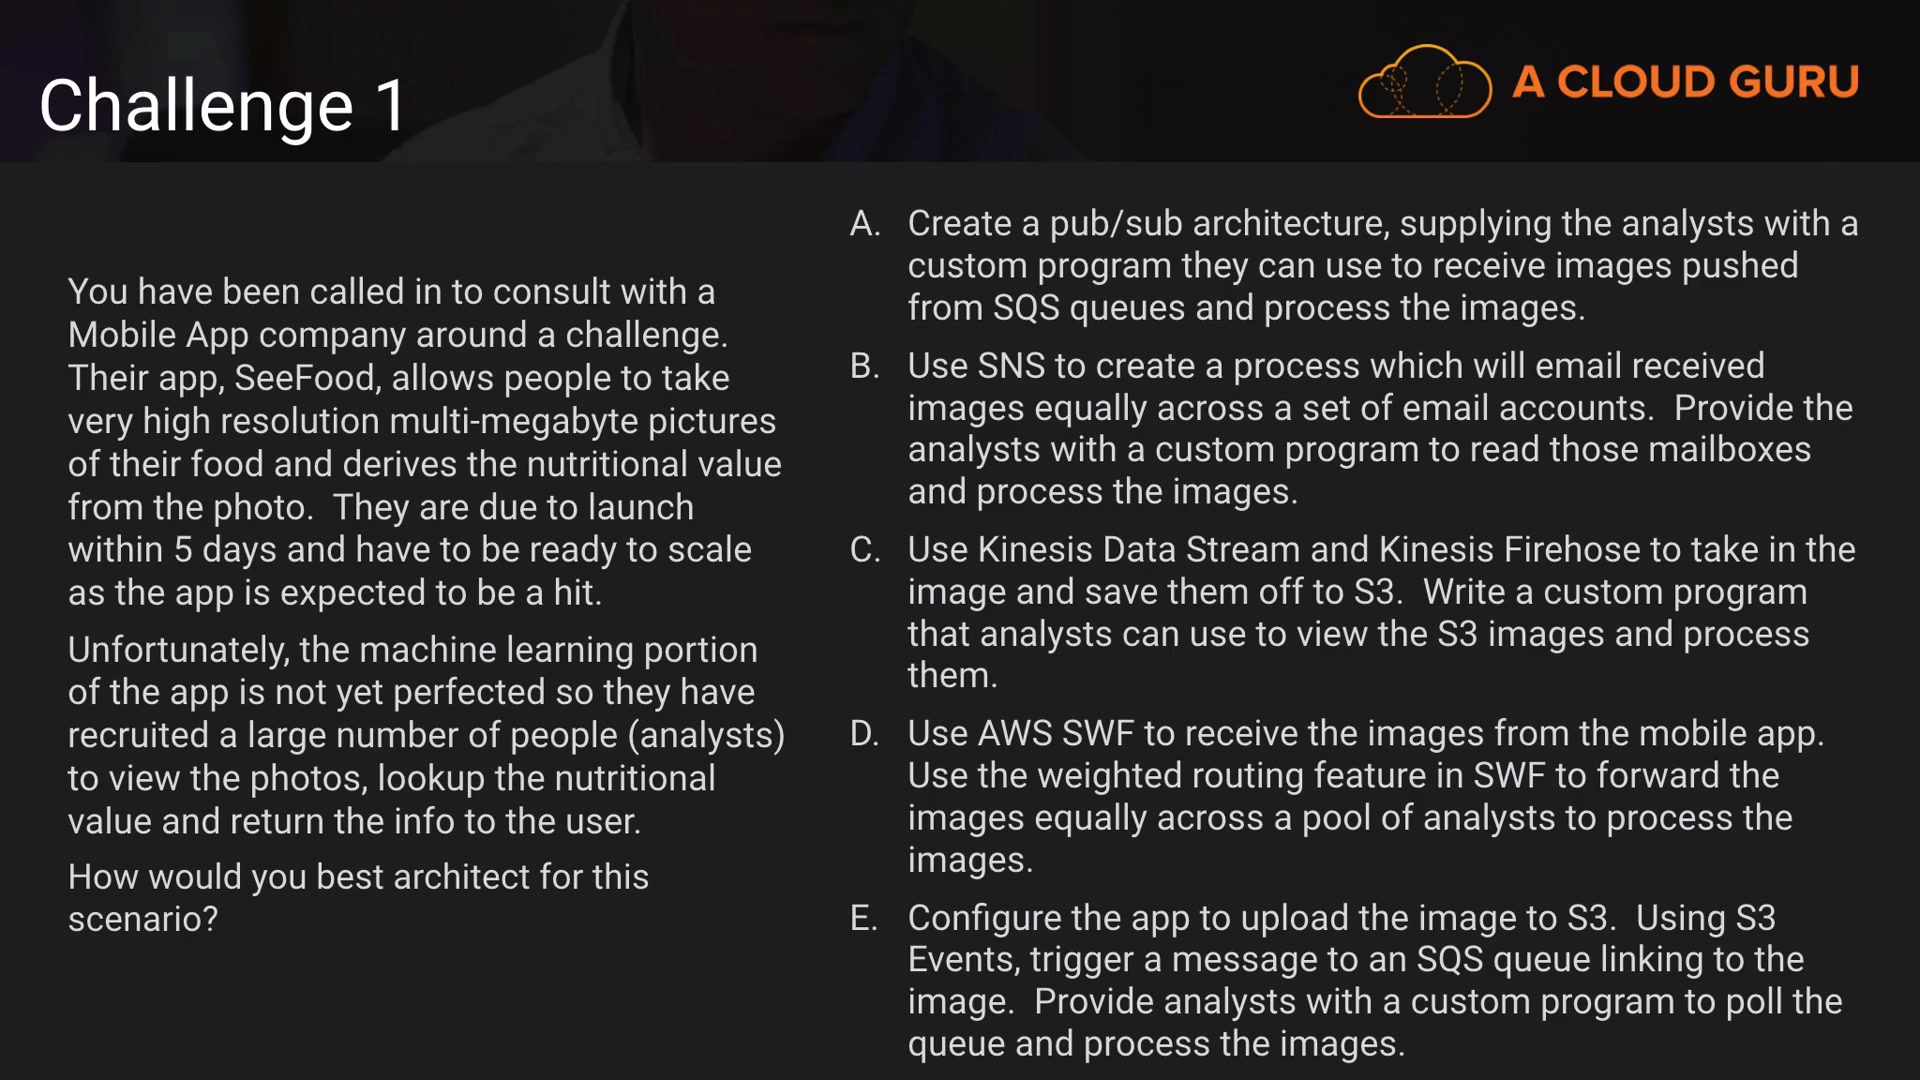 Challenge 1
A CLOUD GURU
You have been called in to consult with a
Mobile App company around a challenge.
Their app, SeeFood, allows people to take
very high resolution multi-megabyte pictures
of their food and derives the nutritional value
from the photo.  They are due to launch
within 5 days and have to be ready to scale
as the app is expected to be a hit.
Unfortunately, the machine learning portion
of the app is not yet perfected so they have
recruited a large number of people (analysts)
to view the photos, lookup the nutritional
value and return the info to the user.
How would you best architect for this
scenario?
A. Create a pub/sub architecture, supplying the analysts with a
custom program they can use to receive images pushed
from SQS queues and process the images.
B. Use SNS to create a process which will email received
images equally across a set of email accounts.  Provide the
analysts with a custom program to read those mailboxes
and process the images.
C. Use Kinesis Data Stream and Kinesis Firehose to take in the
image and save them off to S3.  Write a custom program
that analysts can use to view the S3 images and process
them.
D. Use AWS SWF to receive the images from the mobile app.
Use the weighted routing feature in SWF to forward the
images equally across a pool of analysts to process the
images.
E. Configure the app to upload the image to S3.  Using S3
Events, trigger a message to an SQS queue linking to the
image.  Provide analysts with a custom program to poll the
queue and process the images.